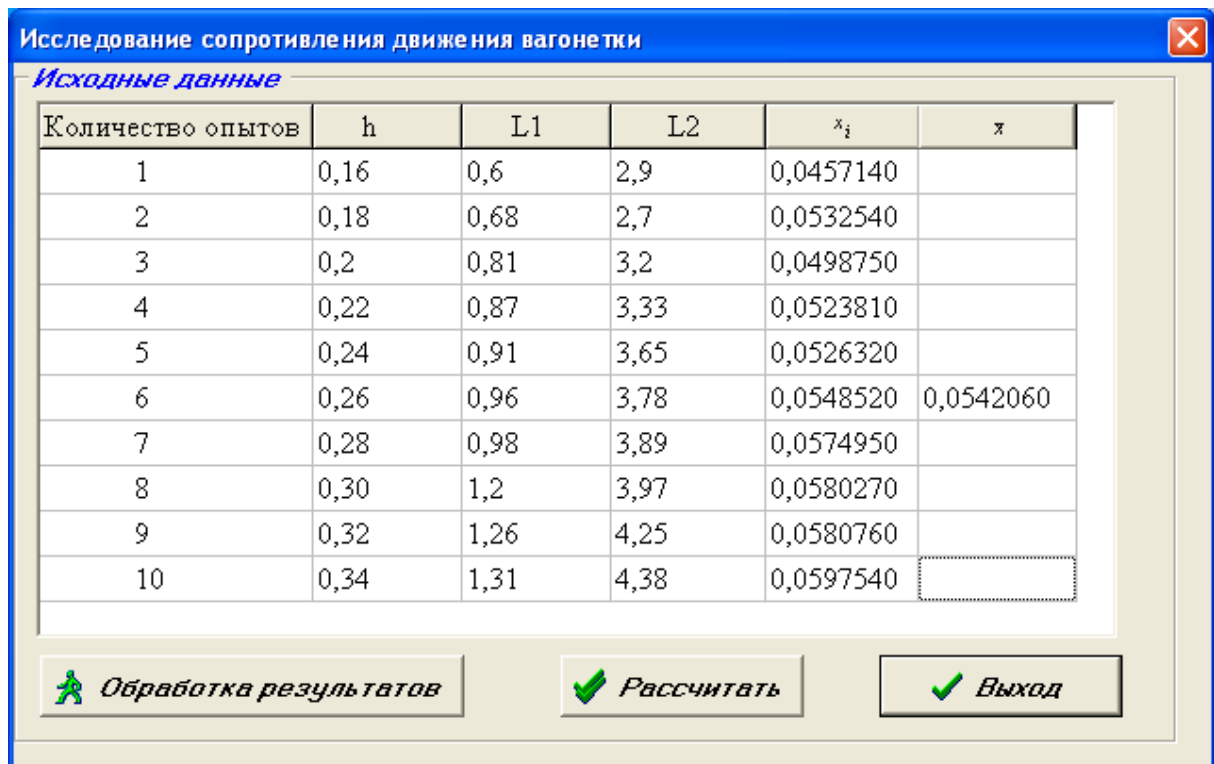 Исследование сопротивления движения вагонетки
Исходные данные
Количество опытов h L1 L2 xᵢ x̄
1 0,16 0,6 2,9 0,0457140
2 0,18 0,68 2,7 0,0532540
3 0,2 0,81 3,2 0,0498750
4 0,22 0,87 3,33 0,0523810
5 0,24 0,91 3,65 0,0526320
6 0,26 0,96 3,78 0,0548520 0,0542060
7 0,28 0,98 3,89 0,0574950
8 0,30 1,2 3,97 0,0580270
9 0,32 1,26 4,25 0,0580760
10 0,34 1,31 4,38 0,0597540
Обработка результатов Рассчитать Выход